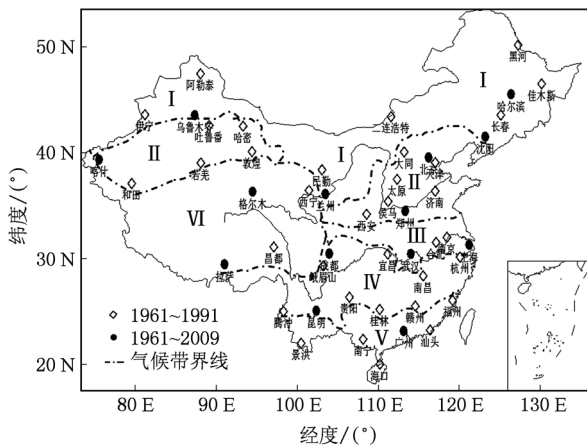 50 N
40 N
30 N
20 N
纬度/(°)
80 E
90 E
100 E
110 E
120 E
130 E
经度/(°)
1961~1991
1961~2009
气候带界线
I
I
I
II
II
III
IV
V
VI
黑河
阿勒泰
佳木斯
哈尔滨
长春
伊宁
乌鲁木齐
吐鲁番
哈密
二连浩特
沈阳
喀什
敦煌
大同
北京
天津
和田
若羌
民勤
太原
济南
格尔木
西宁
兰州
侯马
西安
郑州
昌都
合肥
南京
上海
拉萨
成都
峨眉山
宜昌
武汉
杭州
南昌
贵阳
桂林
赣州
福州
腾冲
昆明
景洪
南宁
广州
汕头
海口